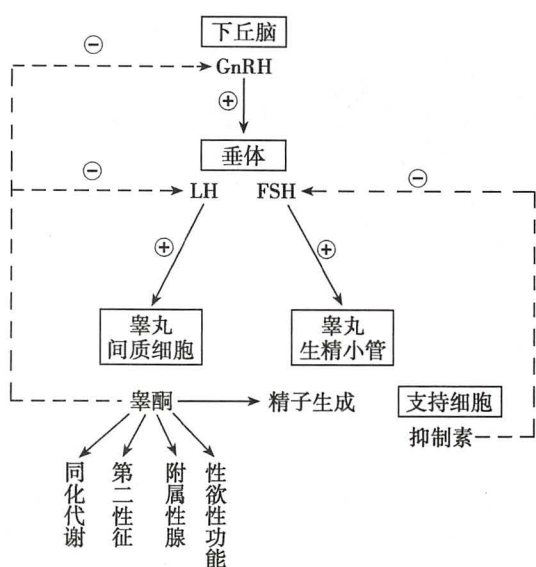 下丘脑
⊖
GnRH
⊕
垂体
⊖
LH FSH
⊖
⊕
⊕
睾丸
间质细胞
睾丸
生精小管
睾酮
精子生成
支持细胞
抑制素
同化代谢
第二性征
附属性腺
性欲性功能